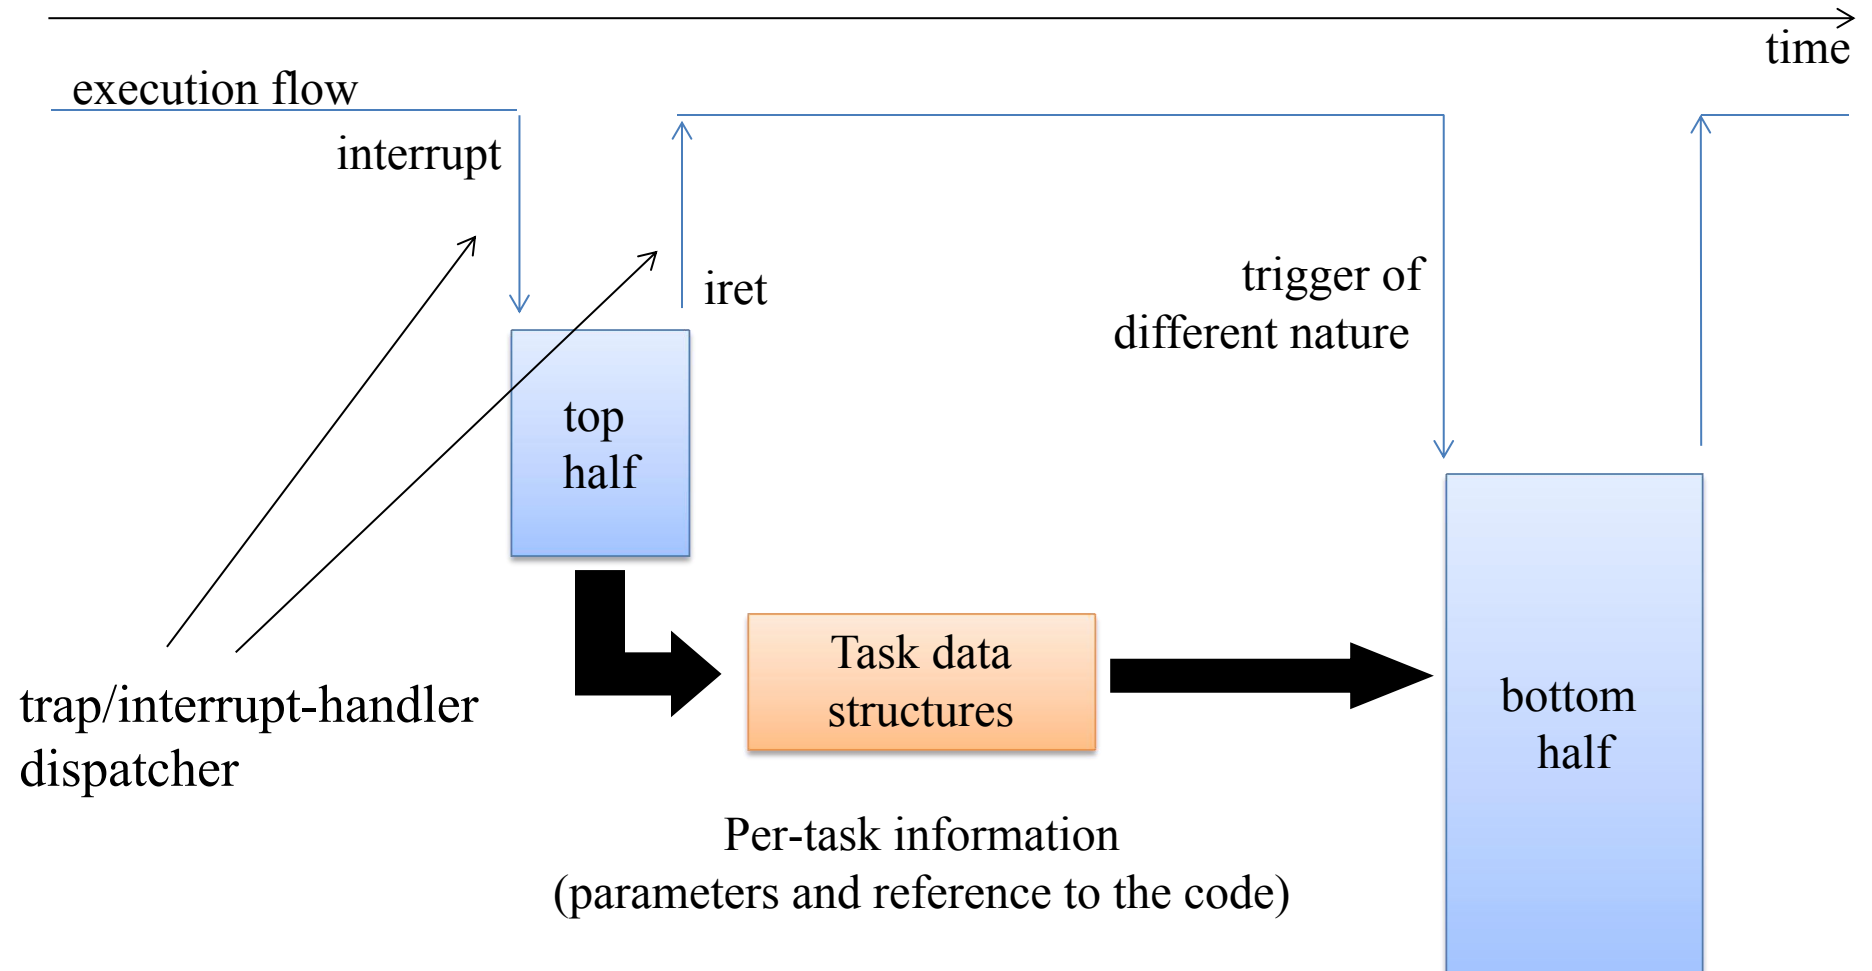 time
execution flow
interrupt
iret
trigger of
different nature
top
half
Task data
structures
trap/interrupt-handler
dispatcher
bottom
half
Per-task information
(parameters and reference to the code)